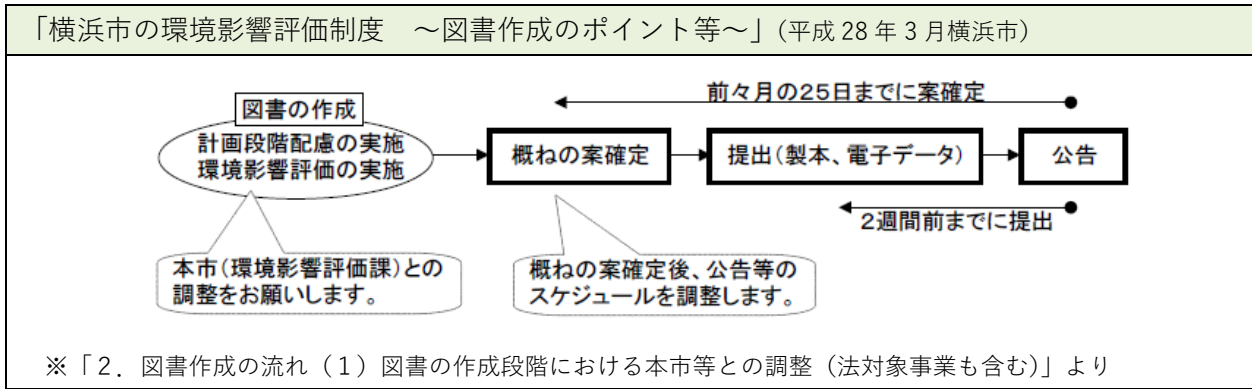 「横浜市の環境影響評価制度　～図書作成のポイント等～」(平成 28 年 3 月横浜市)
前々月の25日までに案確定
図書の作成
計画段階配慮の実施
環境影響評価の実施
概ねの案確定
提出(製本、電子データ)
公告
2週間前までに提出
本市(環境影響評価課)との
調整をお願いします。
概ねの案確定後、公告等の
スケジュールを調整します。
※「２．図書作成の流れ（１）図書の作成段階における本市等との調整（法対象事業も含む)」より